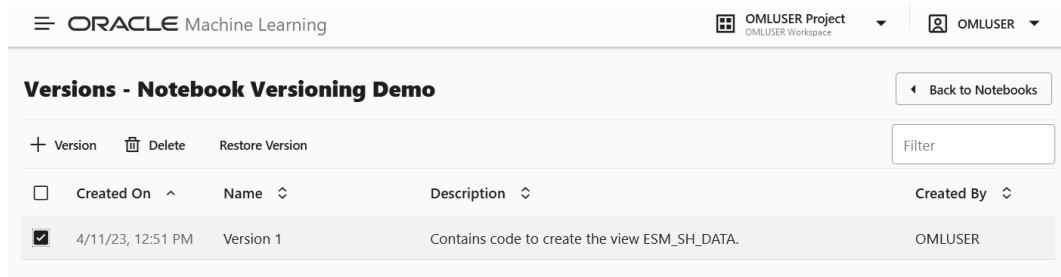 ORACLE Machine Learning
OMLUSER Project
OMLUSER Workspace
OMLUSER
Versions - Notebook Versioning Demo
Back to Notebooks
Version Delete Restore Version Filter
Created On Name Description Created By
4/11/23, 12:51 PM Version 1 Contains code to create the view ESM_SH_DATA. OMLUSER